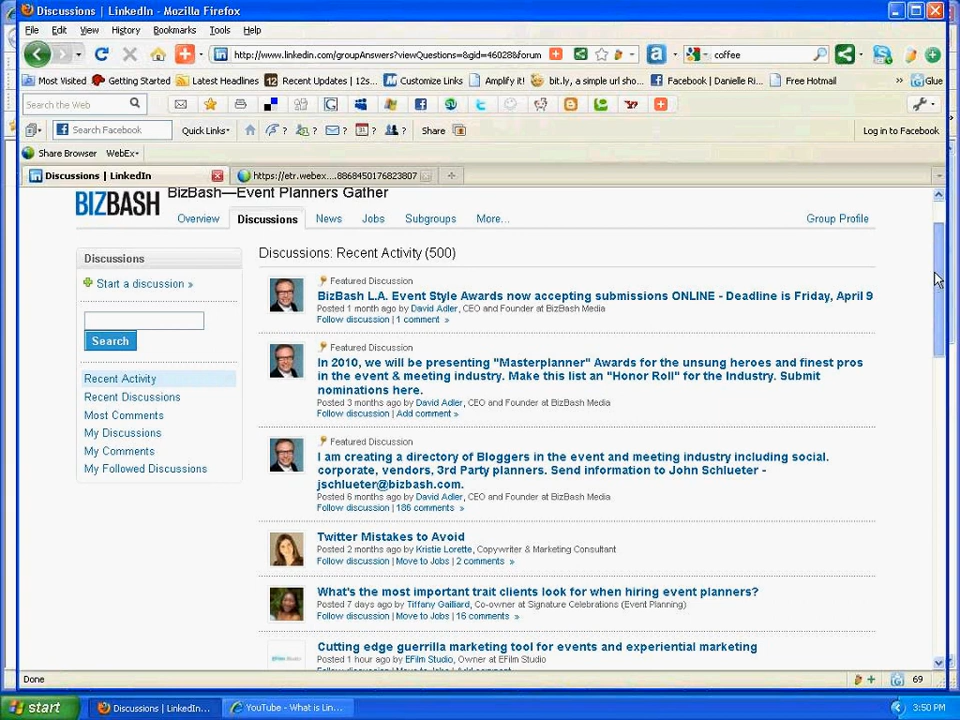 Discussions | LinkedIn - Mozilla Firefox
File Edit View History Bookmarks Tools Help
http://www.linkedin.com/groupAnswers?viewQuestions=&gid=46028&forum
coffee
Most Visited Getting Started Latest Headlines 12 Recent Updates | 12s... Customize Links Amplify it! bit.ly, a simple url sho... Facebook | Danielle Ri... Free Hotmail » Glue
Search the Web
Search Facebook Quick Links ? ? ? ? ? Share Log in to Facebook
Share Browser WebEx
Discussions | LinkedIn https://etr.webex....8868450176823807
BIZBASH BizBash—Event Planners Gather
Overview Discussions News Jobs Subgroups More... Group Profile
Discussions
Start a discussion »
Search
Recent Activity
Recent Discussions
Most Comments
My Discussions
My Comments
My Followed Discussions
Discussions: Recent Activity (500)
Featured Discussion
BizBash L.A. Event Style Awards now accepting submissions ONLINE - Deadline is Friday, April 9
Posted 1 month ago by David Adler, CEO and Founder at BizBash Media
Follow discussion | 1 comment »
Featured Discussion
In 2010, we will be presenting "Masterplanner" Awards for the unsung heroes and finest pros
in the event & meeting industry. Make this list an "Honor Roll" for the Industry. Submit
nominations here.
Posted 3 months ago by David Adler, CEO and Founder at BizBash Media
Follow discussion | Add comment »
Featured Discussion
I am creating a directory of Bloggers in the event and meeting industry including social.
corporate, vendors, 3rd Party planners. Send information to John Schlueter -
jschlueter@bizbash.com.
Posted 6 months ago by David Adler, CEO and Founder at BizBash Media
Follow discussion | 186 comments »
Twitter Mistakes to Avoid
Posted 2 months ago by Kristie Lorette, Copywriter & Marketing Consultant
Follow discussion | Move to Jobs | 2 comments »
What's the most important trait clients look for when hiring event planners?
Posted 7 days ago by Tiffany Gailliard, Co-owner at Signature Celebrations (Event Planning)
Follow discussion | Move to Jobs | 16 comments »
Cutting edge guerrilla marketing tool for events and experiential marketing
Posted 1 hour ago by EFilm Studio, Owner at EFilm Studio
Follow discussion | Move to Jobs | Add comment
Done 69
start Discussions | LinkedIn... YouTube - What is Lin... 3:50 PM